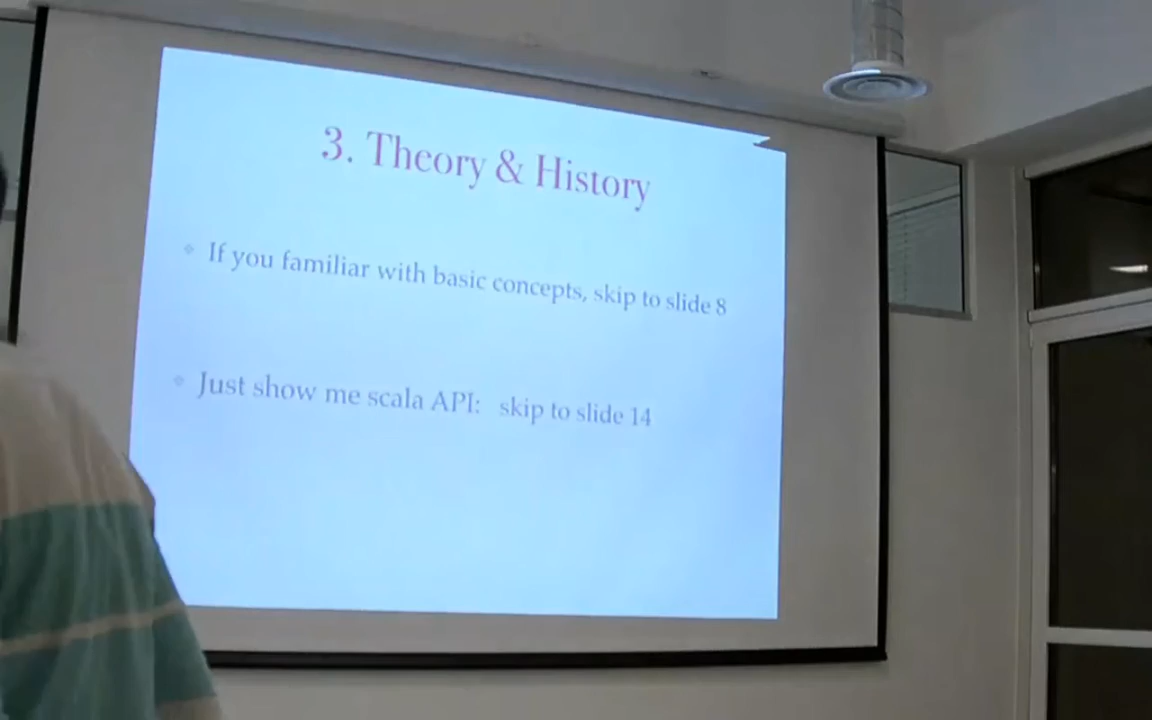 3. Theory & History
If you familiar with basic concepts, skip to slide 8
Just show me scala API: skip to slide 14